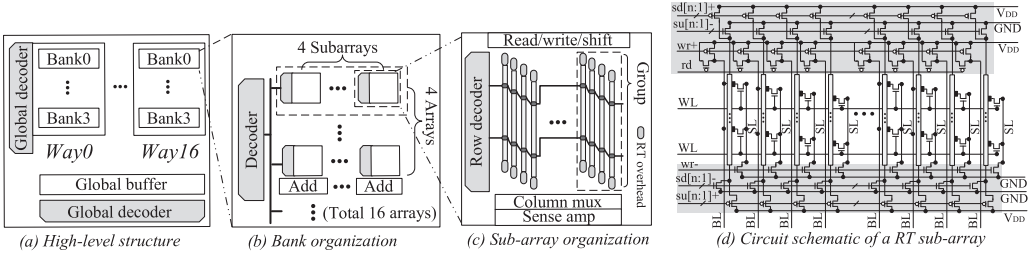 Global decoder
Bank0
Bank3
Way0
Bank0
Bank3
Way16
Global buffer
Global decoder
(a) High-level structure
4 Subarrays
Decoder
4 Arrays
Add
Add
(Total 16 arrays)
(b) Bank organization
Read/write/shift
Row decoder
Group
RT overhead
Column mux
Sense amp
(c) Sub-array organization
sd[n:1]+
su[n:1]-
wr+
rd
WL
WL
wr-
sd[n:1]-
su[n:1]+
VDD
GND
VDD
SL
SL
SL
SL
SL
SL
SL
GND
GND
VDD
BL
BL
BL
BL
BL
BL
BL
BL
(d) Circuit schematic of a RT sub-array